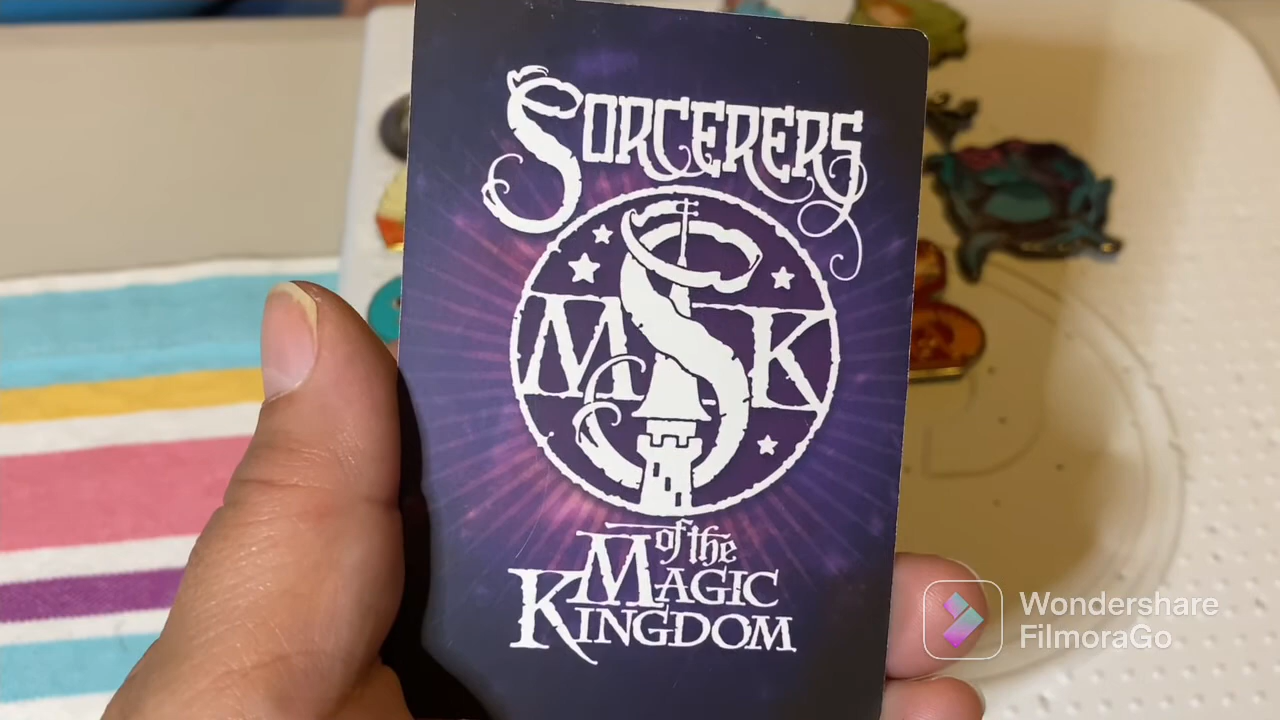 SORCERERS
MSK
of the
MAGIC
KINGDOM
Wondershare
FilmoraGo